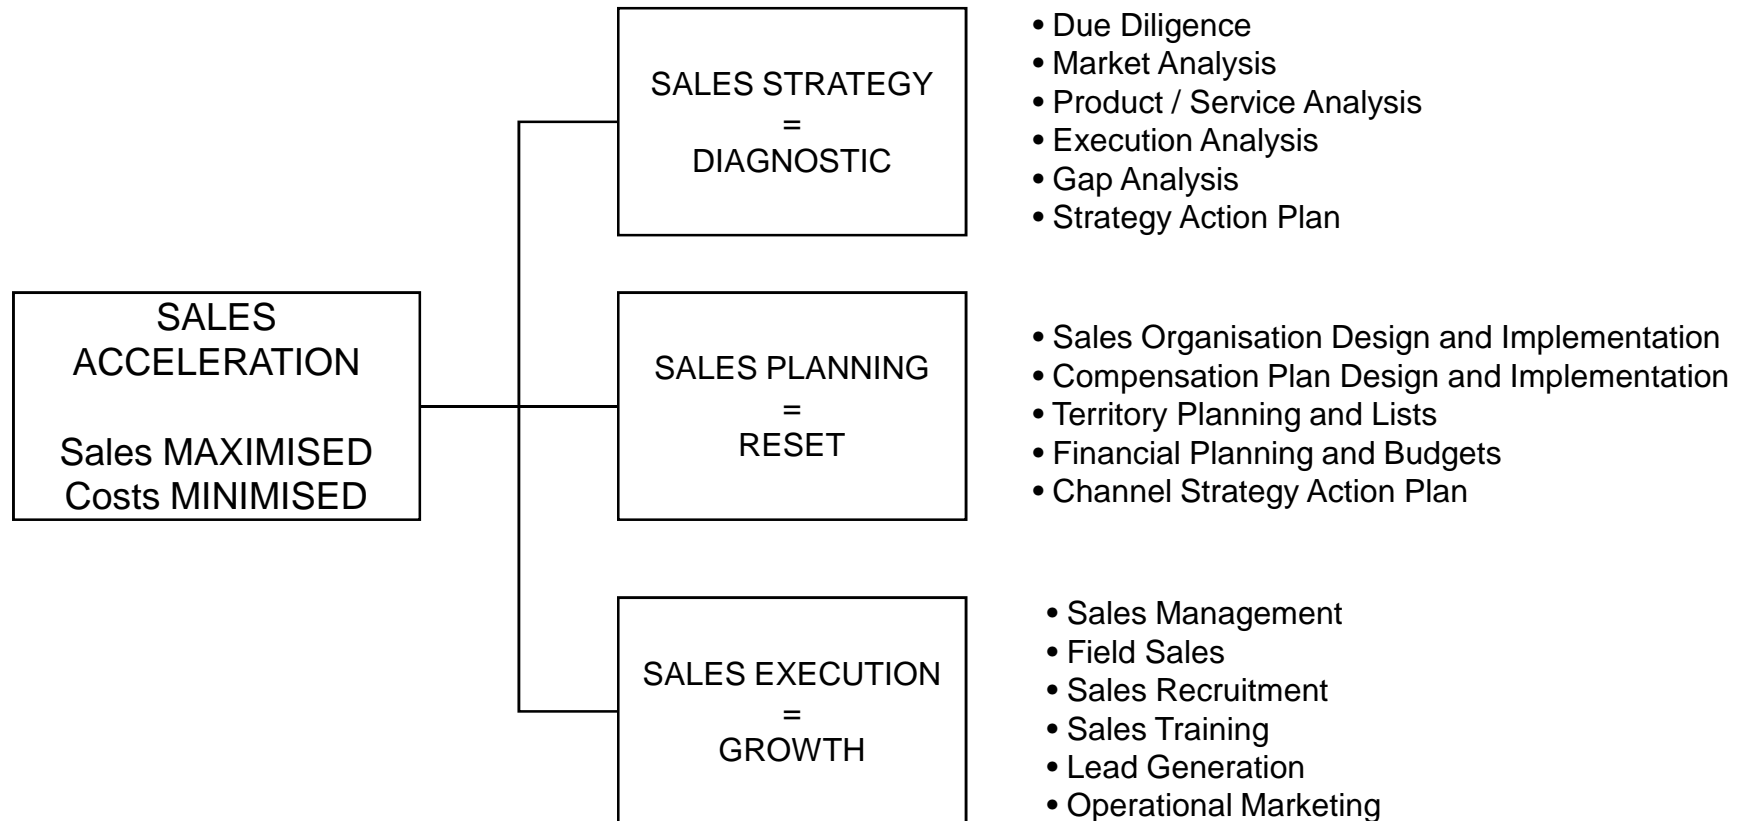 SALES STRATEGY
=
DIAGNOSTIC
• Due Diligence
• Market Analysis
• Product / Service Analysis
• Execution Analysis
• Gap Analysis
• Strategy Action Plan
SALES
ACCELERATION
Sales MAXIMISED
Costs MINIMISED
SALES PLANNING
=
RESET
• Sales Organisation Design and Implementation
• Compensation Plan Design and Implementation
• Territory Planning and Lists
• Financial Planning and Budgets
• Channel Strategy Action Plan
SALES EXECUTION
=
GROWTH
• Sales Management
• Field Sales
• Sales Recruitment
• Sales Training
• Lead Generation
• Operational Marketing